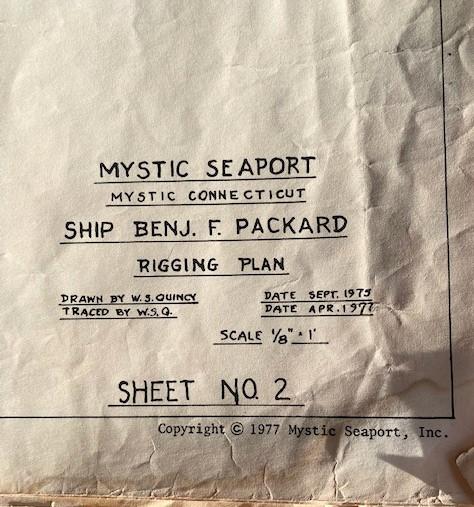 MYSTIC SEAPORT
MYSTIC CONNECTICUT
SHIP BENJ. F. PACKARD
RIGGING PLAN
DRAWN BY W.S. QUINCY DATE SEPT. 1975
TRACED BY W.S.Q. DATE APR. 1977
SCALE 1/8" = 1'
SHEET NO. 2
Copyright © 1977 Mystic Seaport, Inc.